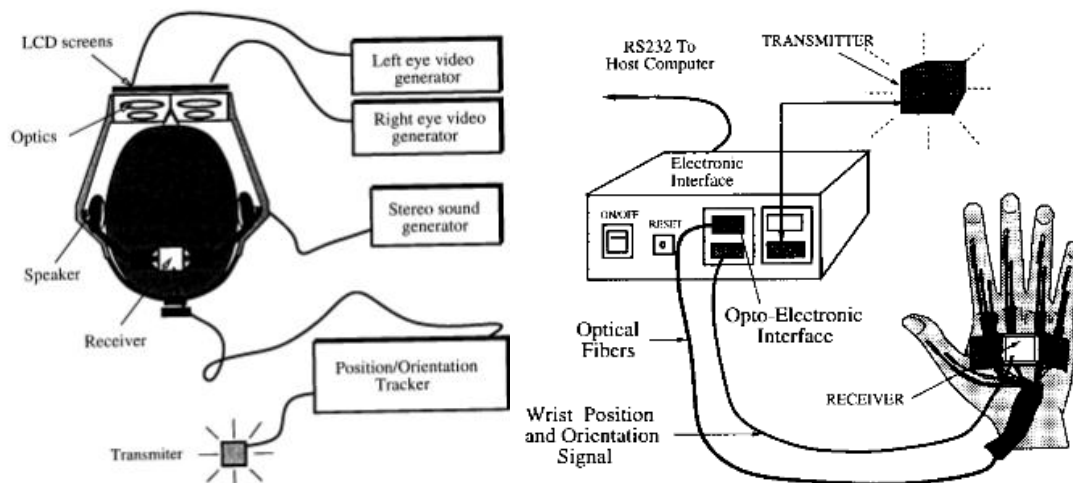 LCD screens
Left eye video
generator
Optics
Right eye video
generator
Stereo sound
generator
Speaker
Receiver
Position/Orientation
Tracker
Transmiter
RS232 To
Host Computer
TRANSMITTER
Electronic
Interface
ON/OFF
RESET
Opto-Electronic
Interface
Optical
Fibers
RECEIVER
Wrist Position
and Orientation
Signal